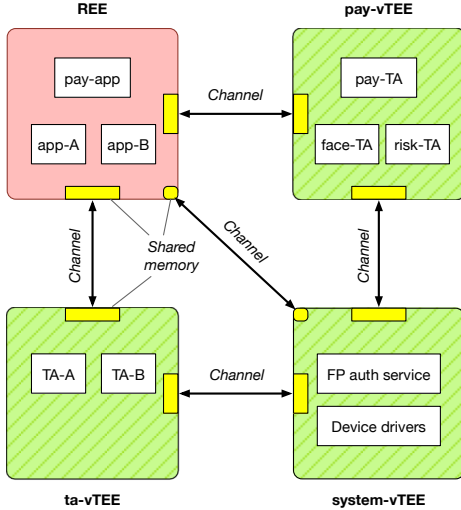 REE
pay-vTEE
pay-app
app-A
app-B
Channel
pay-TA
face-TA
risk-TA
Channel
Shared
memory
Channel
Channel
TA-A
TA-B
Channel
FP auth service
Device drivers
ta-vTEE
system-vTEE